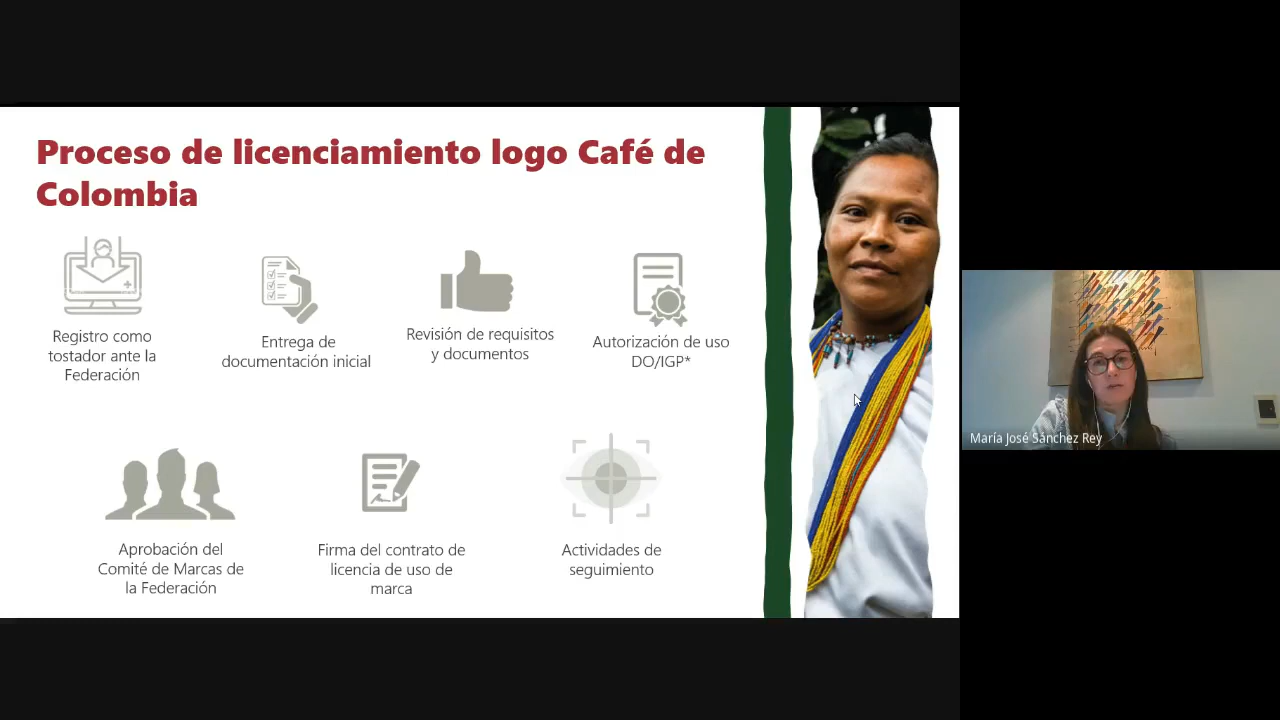 Proceso de licenciamiento logo Café de
Colombia
Registro como
tostador ante la
Federación
Entrega de
documentación inicial
Revisión de requisitos
y documentos
Autorización de uso
DO/IGP*
Aprobación del
Comité de Marcas de
la Federación
Firma del contrato de
licencia de uso de
marca
Actividades de
seguimiento
María José Sánchez Rey